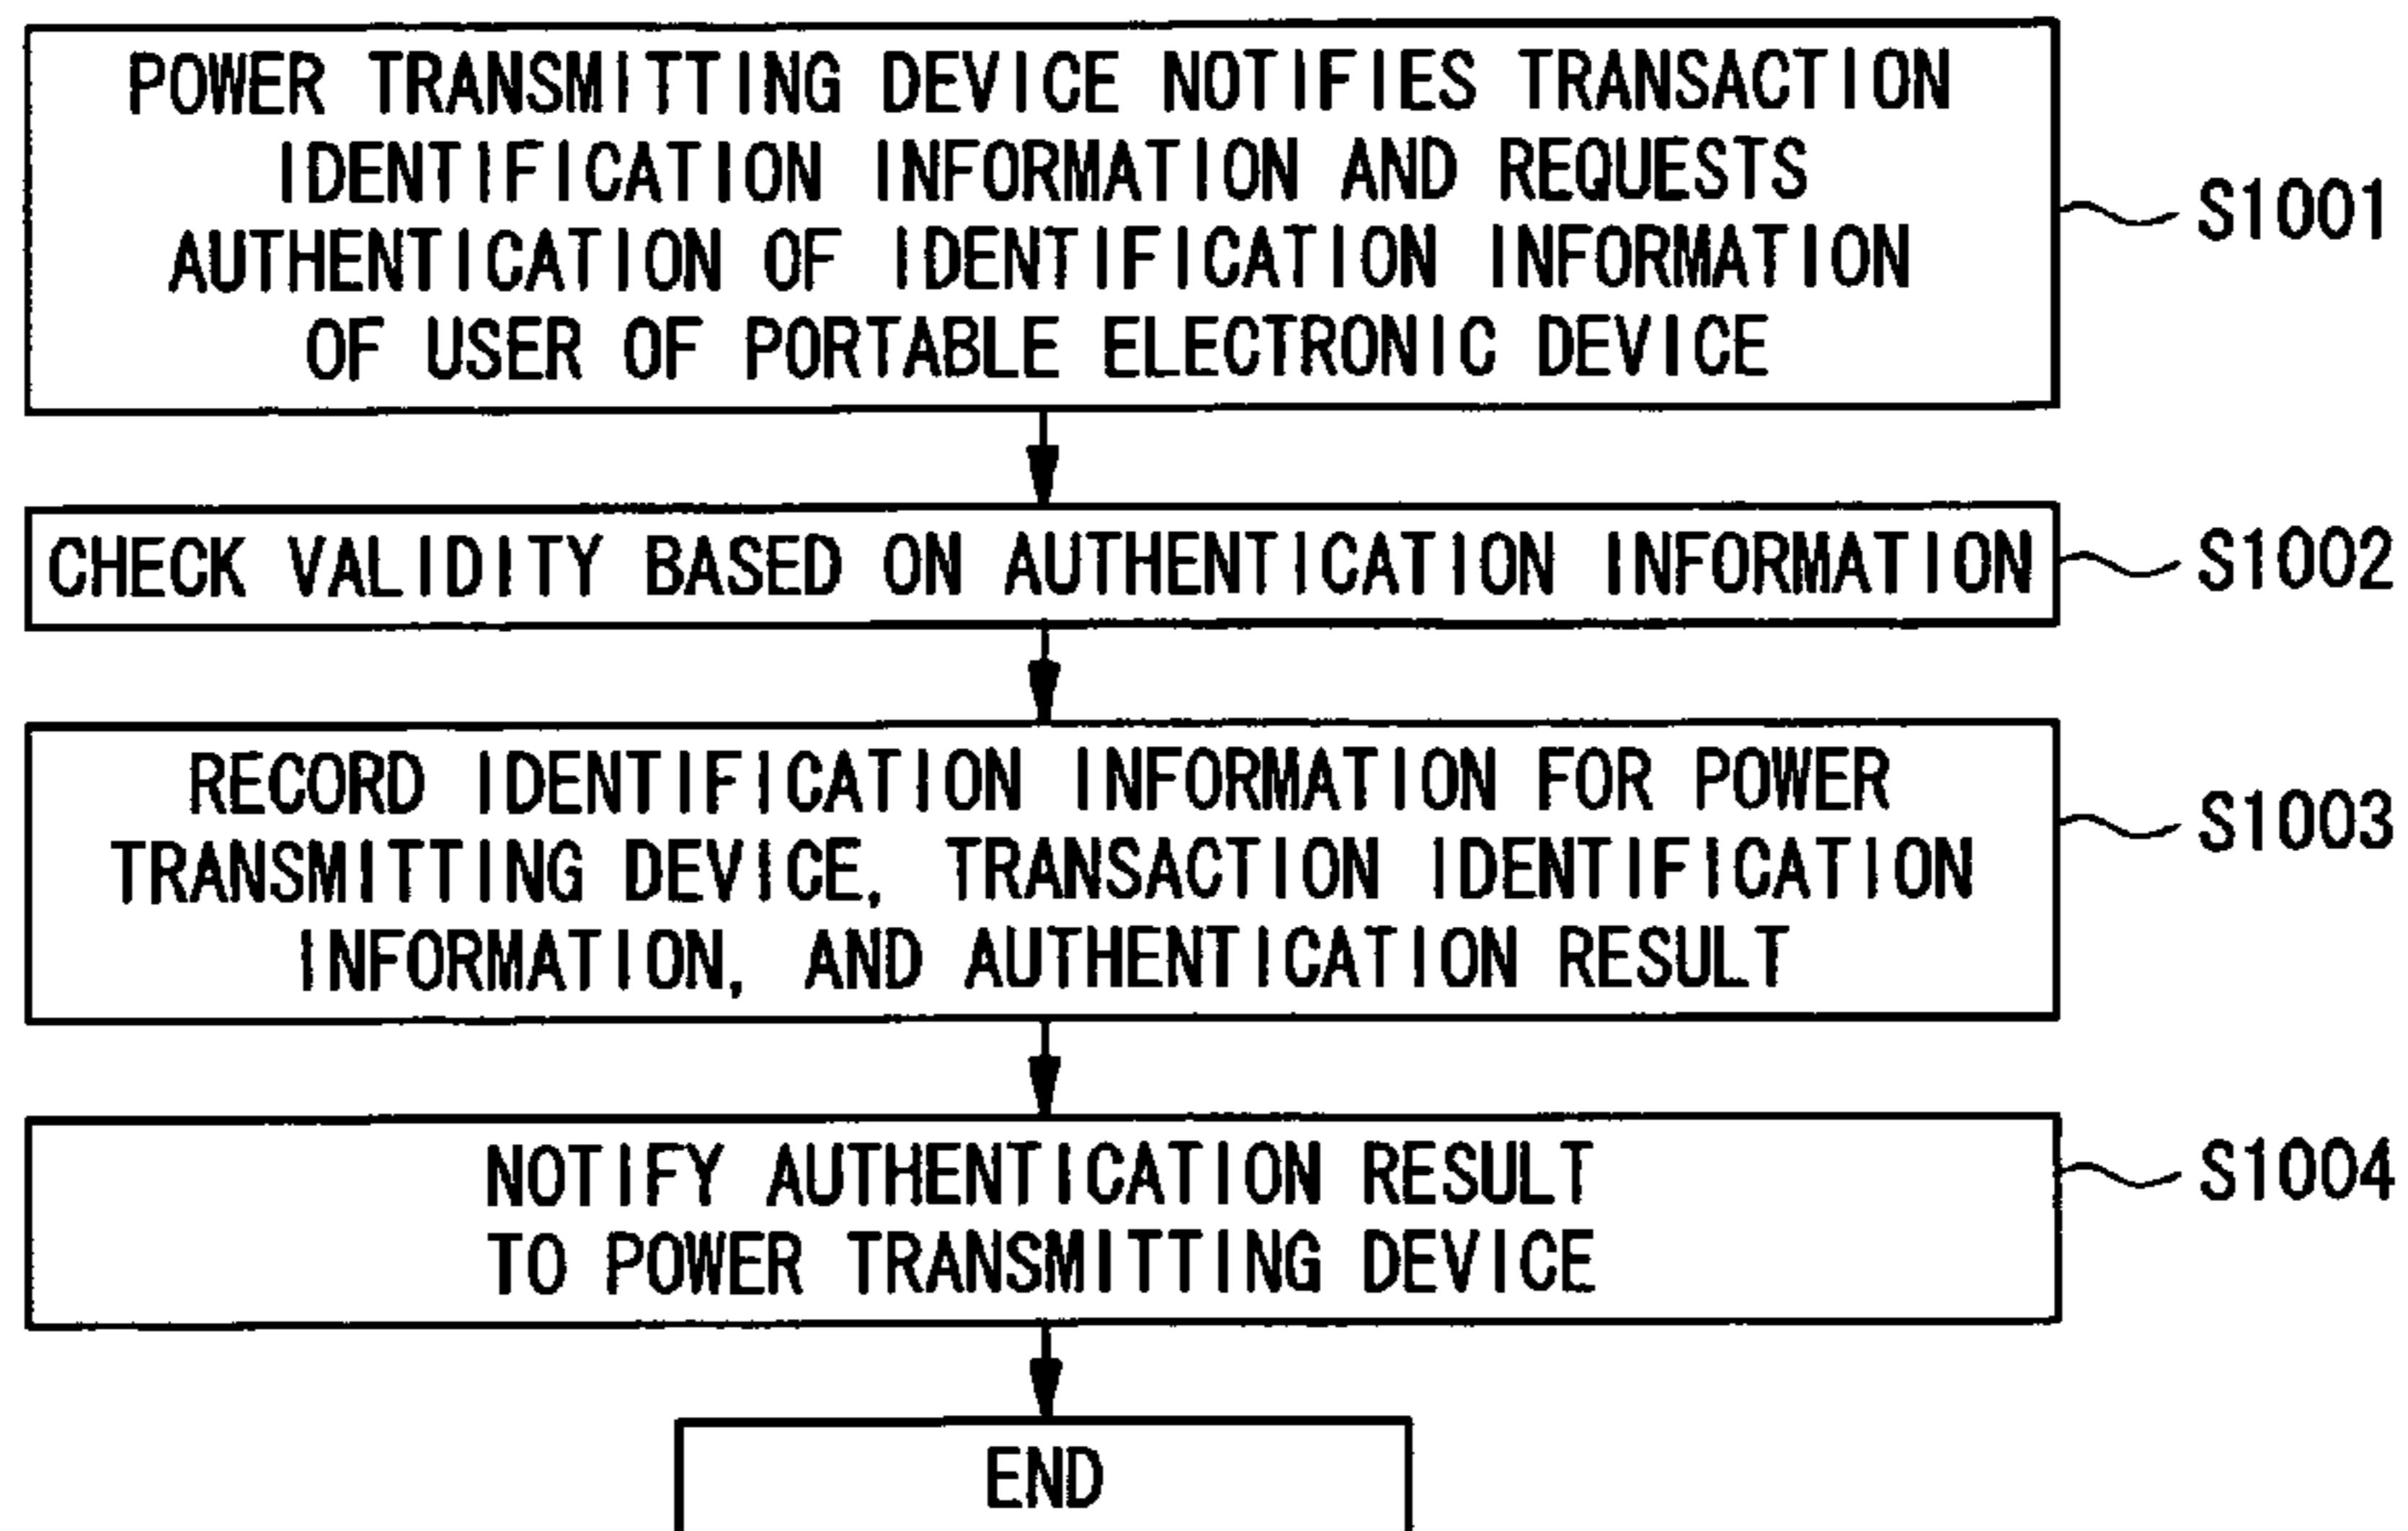 POWER TRANSMITTING DEVICE NOTIFIES TRANSACTION
IDENTIFICATION INFORMATION AND REQUESTS
AUTHENTICATION OF IDENTIFICATION INFORMATION
OF USER OF PORTABLE ELECTRONIC DEVICE
S1001
CHECK VALIDITY BASED ON AUTHENTICATION INFORMATION
S1002
RECORD IDENTIFICATION INFORMATION FOR POWER
TRANSMITTING DEVICE, TRANSACTION IDENTIFICATION
INFORMATION, AND AUTHENTICATION RESULT
S1003
NOTIFY AUTHENTICATION RESULT
TO POWER TRANSMITTING DEVICE
S1004
END